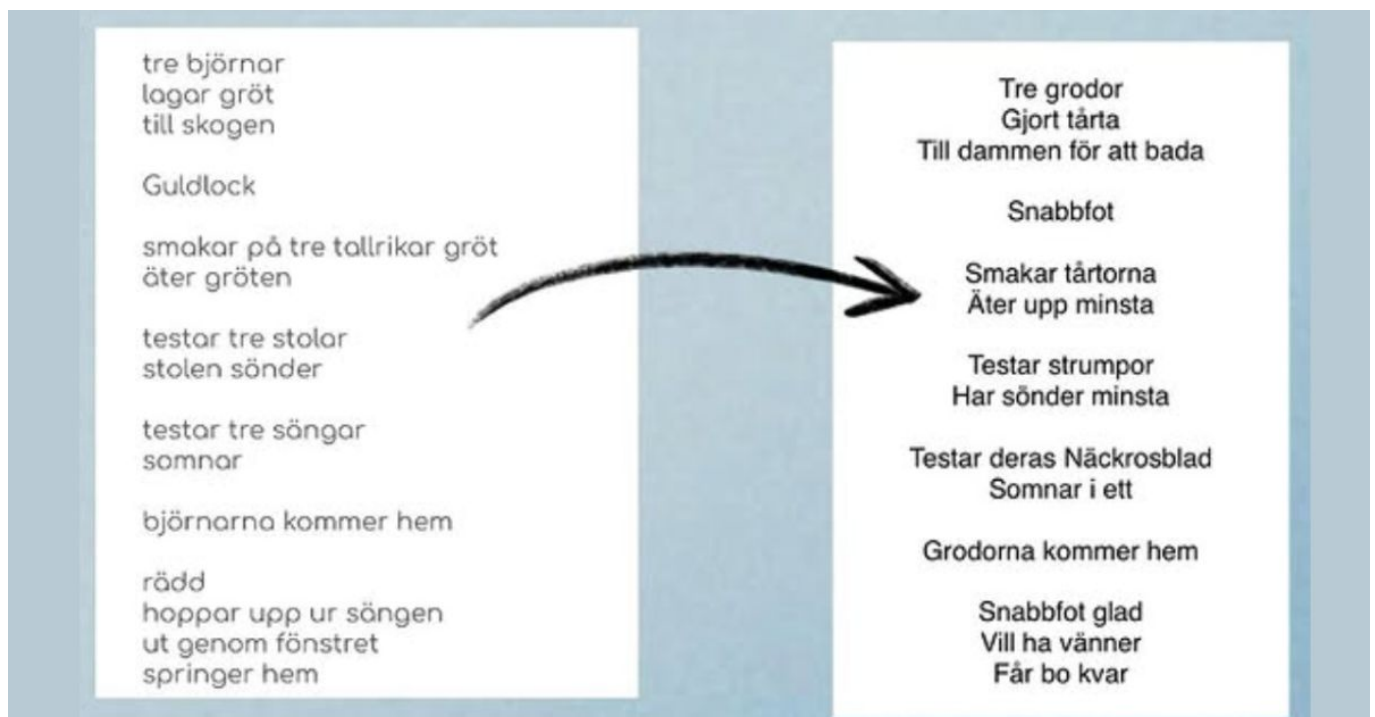 tre björnar
lagar gröt
till skogen
Guldlock
smakar på tre tallrikar gröt
äter gröten
testar tre stolar
stolen sönder
testar tre sängar
somnar
björnarna kommer hem
rädd
hoppar upp ur sängen
ut genom fönstret
springer hem
Tre grodor
Gjort tårta
Till dammen för att bada
Snabbfot
Smakar tårtorna
Äter upp minsta
Testar strumpor
Har sönder minsta
Testar deras Näckrosblad
Somnar i ett
Grodorna kommer hem
Snabbfot glad
Vill ha vänner
Får bo kvar